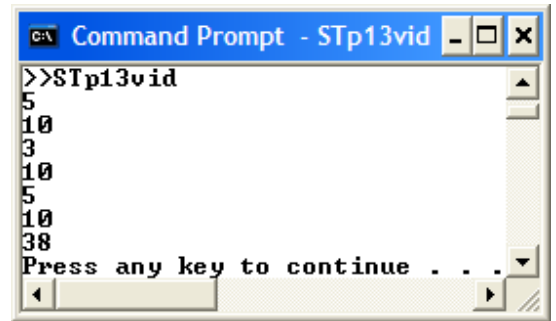 Command Prompt - STp13vid
>>STp13vid
5
10
3
10
5
10
38
Press any key to continue . . .